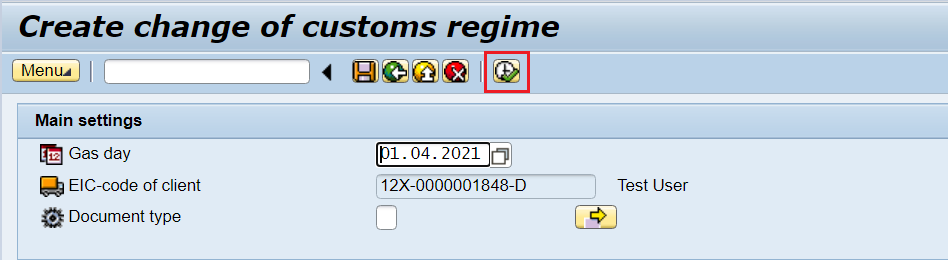 Create change of customs regime
Menu
Main settings
Gas day 01.04.2021
EIC-code of client 12X-0000001848-D Test User
Document type